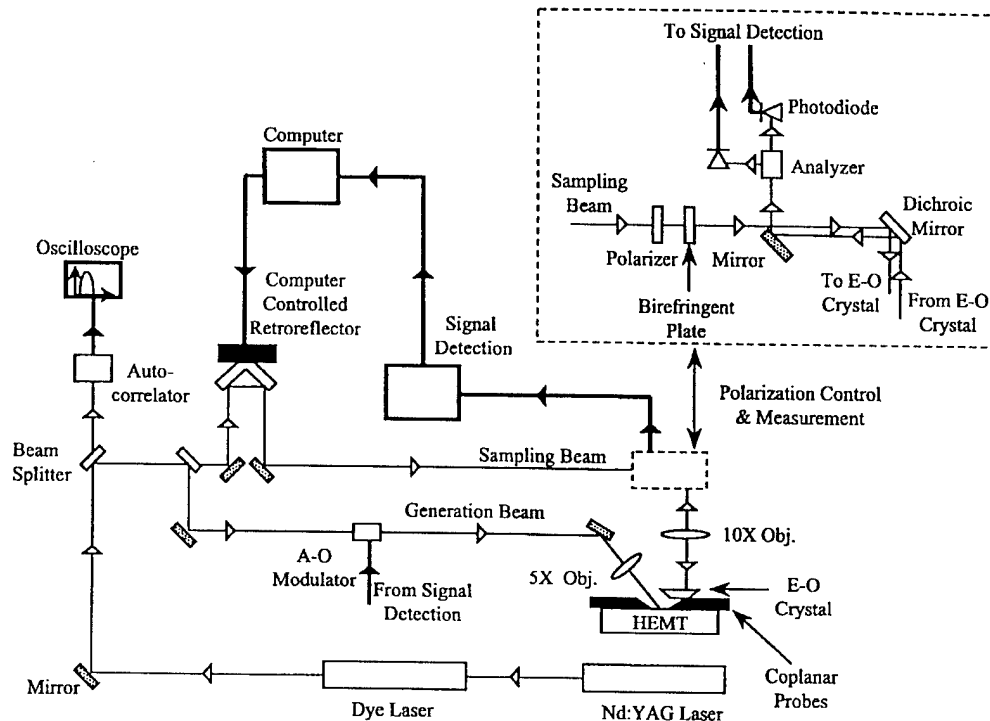 To Signal Detection
Photodiode
Analyzer
Sampling
Beam
Dichroic
Mirror
Polarizer
Mirror
Birefringent
Plate
To E-O
Crystal
From E-O
Crystal
Computer
Oscilloscope
Computer
Controlled
Retroreflector
Signal
Detection
Auto-
correlator
Polarization Control
& Measurement
Beam
Splitter
Sampling Beam
Generation Beam
10X Obj.
A-O
Modulator
5X Obj.
From Signal
Detection
E-O
Crystal
HEMT
Coplanar
Probes
Mirror
Dye Laser
Nd:YAG Laser